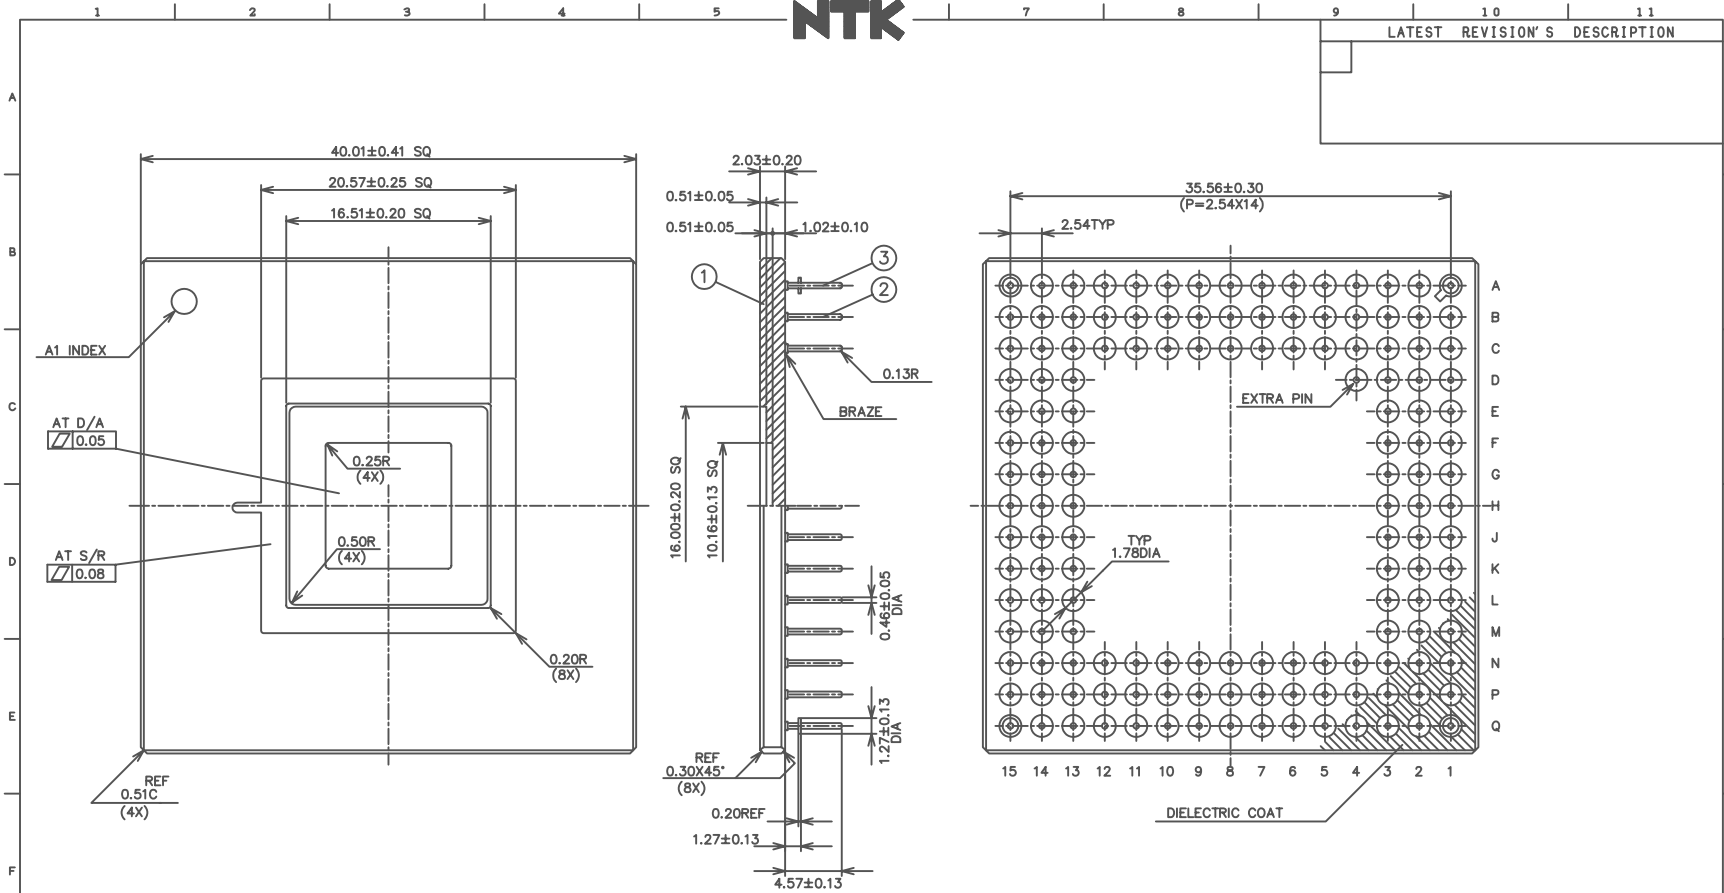 1 2 3 4 5 7 8 9 10 11
NTK
LATEST REVISION'S DESCRIPTION
A
B
C
D
E
F
40.01±0.41 SQ
20.57±0.25 SQ
16.51±0.20 SQ
A1 INDEX
AT D/A
0.05
0.25R
(4X)
0.50R
(4X)
AT S/R
0.08
0.20R
(8X)
REF
0.51C
(4X)
2.03±0.20
0.51±0.05
0.51±0.05
1.02±0.10
1
3
2
0.13R
BRAZE
16.00±0.20 SQ
10.16±0.13 SQ
0.46±0.05
DIA
1.27±0.13
DIA
REF
0.30X45°
(8X)
0.20REF
1.27±0.13
4.57±0.13
35.56±0.30
(P=2.54X14)
2.54TYP
A
B
C
D
EXTRA PIN
E
F
G
H
J
TYP
1.78DIA
K
L
M
N
P
Q
15 14 13 12 11 10 9 8 7 6 5 4 3 2 1
DIELECTRIC COAT